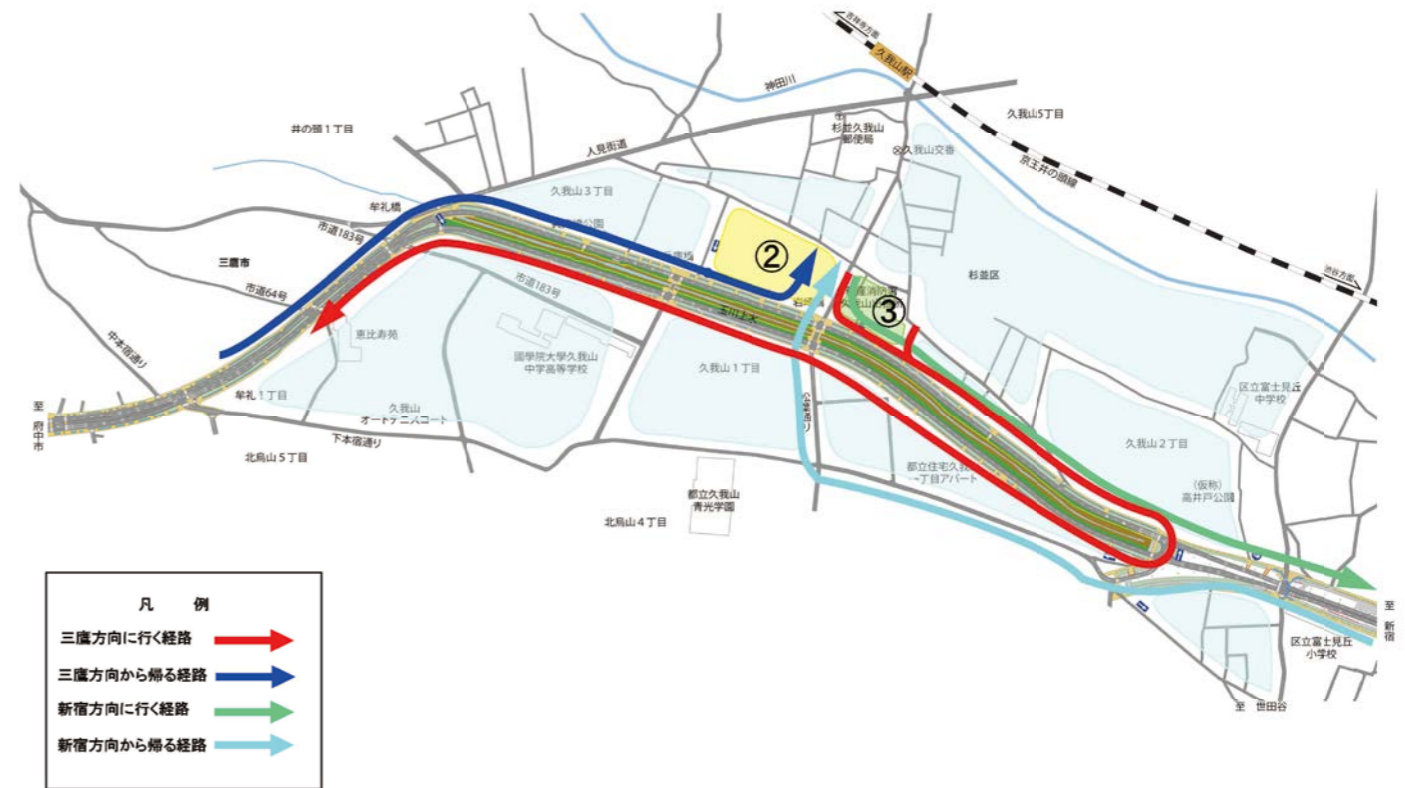 吉祥寺方面
久我山駅
神田川
久我山5丁目
井の頭1丁目
杉並久我山
郵便局
人見街道
久我山交番
京王井の頭線
久我山3丁目
牟礼橋
市道183号
三鷹市
②
杉並区
渋谷方面
市道64号
市道183号
玉川上水
③
中本宿通り
恵比寿苑
國學院大學久我山
中学高等学校
久我山1丁目
区立富士見丘
中学校
牟礼1丁目
久我山
オートテニスコート
至 府中市
下本宿通り
久我山2丁目
北烏山5丁目
都立久我山
青光学園
(仮称)
高井戸公園
北烏山4丁目
凡 例
三鷹方向に行く経路
三鷹方向から帰る経路
新宿方向に行く経路
新宿方向から帰る経路
至 新宿
区立富士見丘
小学校
至 世田谷